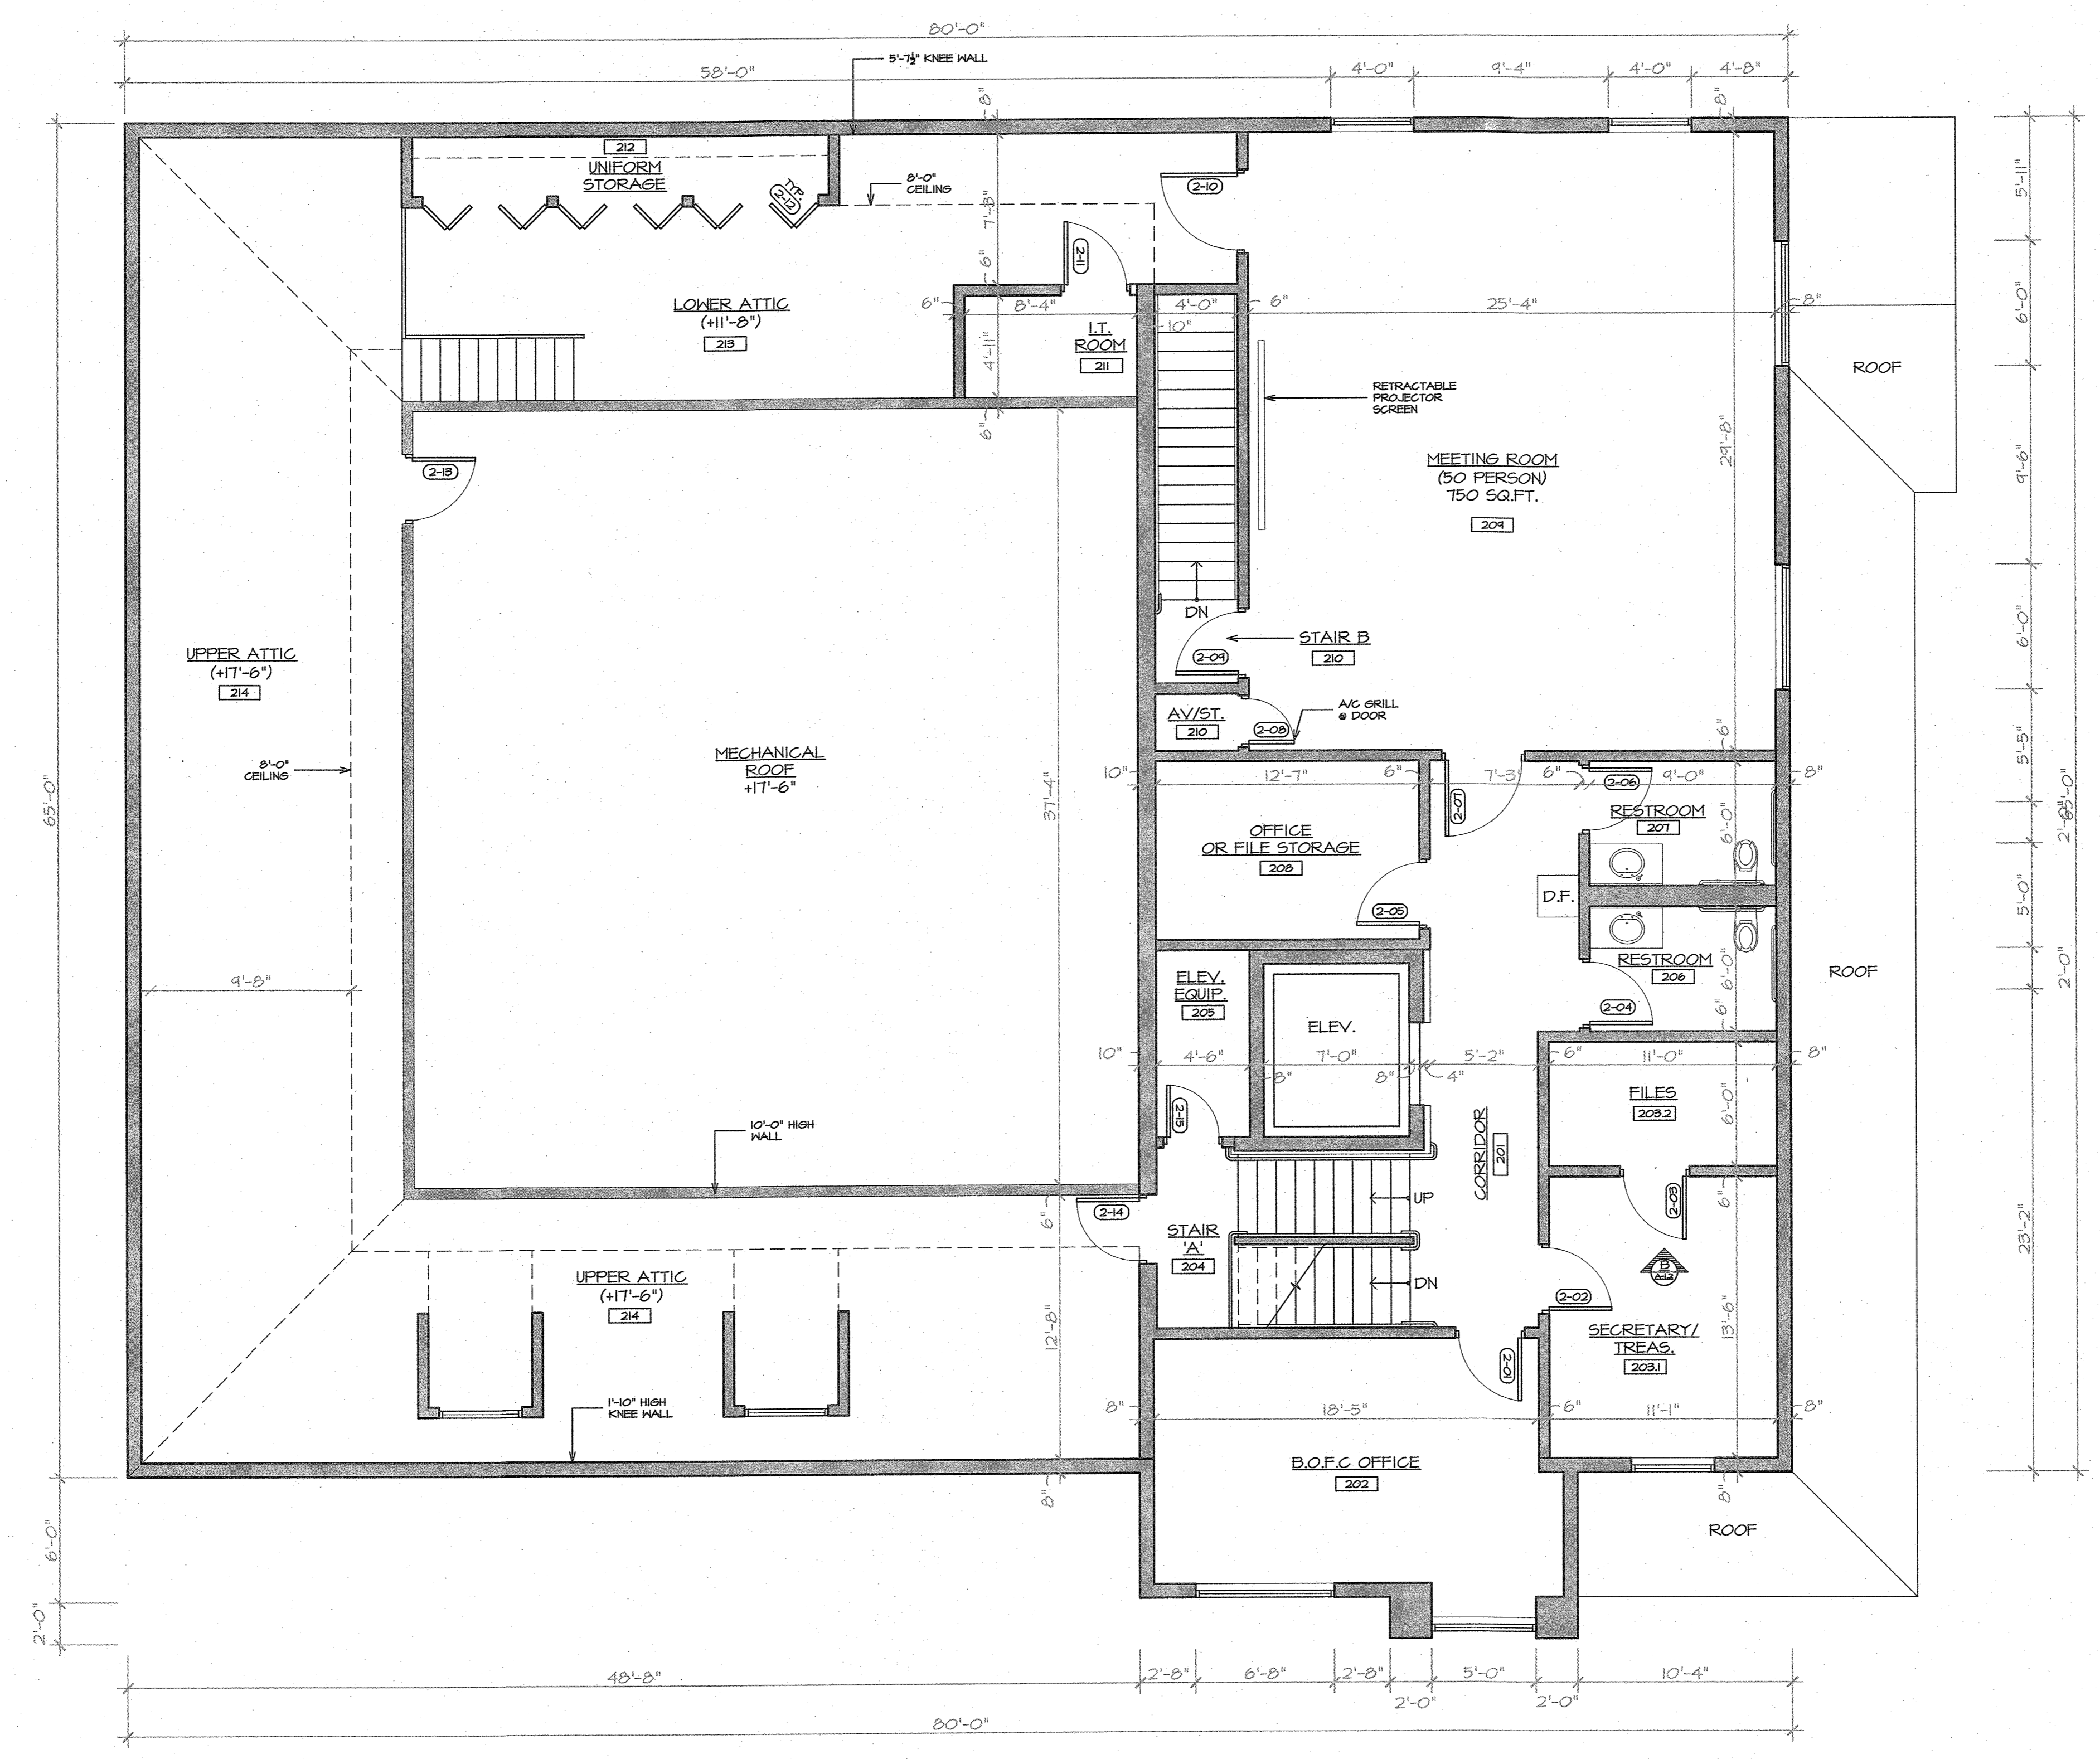 80'-0"
5'-7½" KNEE WALL
58'-0"
4'-0"
9'-4"
4'-0"
4'-8"
8"
8"
212
UNIFORM
STORAGE
TYP.
2-12
8'-0"
CEILING
7'-3"
2-10
5'-11"
2-11
6"
LOWER ATTIC
(+11'-8")
213
6"
8'-4"
4'-0"
6"
25'-4"
8"
6'-0"
10"
I.T.
ROOM
211
4'-11"
ROOF
RETRACTABLE
PROJECTOR
SCREEN
6"
29'-8"
2-13
MEETING ROOM
(50 PERSON)
750 SQ.FT.
209
9'-6"
DN
STAIR B
210
2-09
6'-0"
UPPER ATTIC
(+17'-6")
214
AV/ST.
210
2-08
A/C GRILL
@ DOOR
6"
5'-5"
8'-0"
CEILING
MECHANICAL
ROOF
+17'-6"
37'-4"
65'-0"
10"
12'-7"
6"
7'-3"
6"
9'-0"
8"
2-06
2-07
RESTROOM
207
6'-0"
2'-0"
65'-0"
OFFICE
OR FILE STORAGE
208
D.F.
5'-0"
2-05
RESTROOM
206
6'-0"
2'-0"
ROOF
9'-8"
ELEV.
EQUIP.
205
ELEV.
2-04
6"
10"
4'-6"
7'-0"
5'-2"
6"
11'-0"
8"
8"
8"
4"
FILES
203.2
6'-0"
2-15
10'-0" HIGH
WALL
CORRIDOR
201
2-03
6"
UP
2-14
6"
STAIR
'A'
204
DN
B
A-12
23'-2"
UPPER ATTIC
(+17'-6")
214
2-02
13'-6"
SECRETARY/
TREAS.
203.1
12'-8"
2-01
1'-10" HIGH
KNEE WALL
8"
18'-5"
6"
11'-1"
8"
B.O.F.C OFFICE
202
8"
8"
6'-0"
ROOF
2'-0"
48'-8"
2'-8"
6'-8"
2'-8"
5'-0"
10'-4"
2'-0"
2'-0"
80'-0"